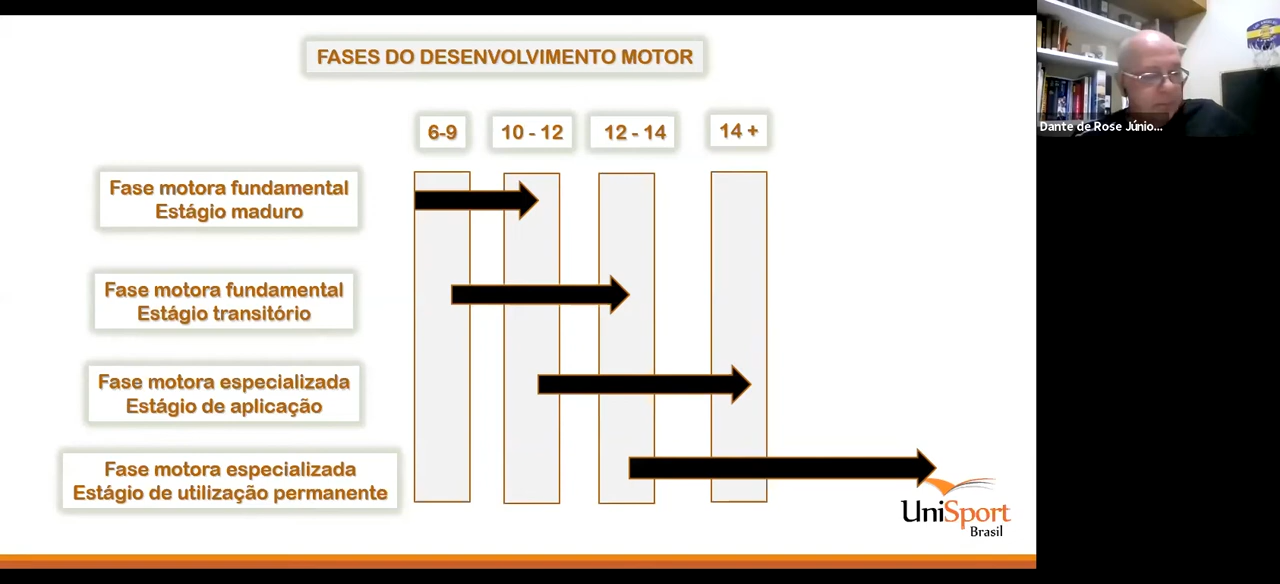 FASES DO DESENVOLVIMENTO MOTOR
Dante de Rose Júnio...
6-9
10 - 12
12 - 14
14 +
Fase motora fundamental
Estágio maduro
Fase motora fundamental
Estágio transitório
Fase motora especializada
Estágio de aplicação
Fase motora especializada
Estágio de utilização permanente
UniSport
Brasil